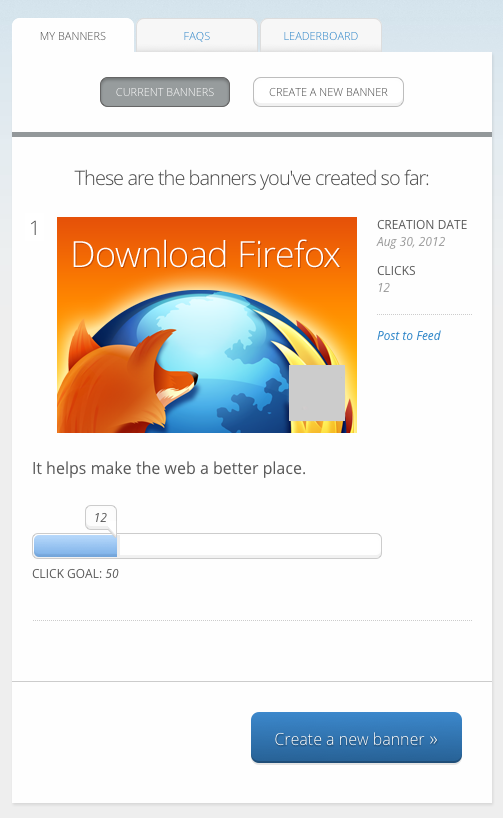 MY BANNERS
FAQS
LEADERBOARD
CURRENT BANNERS
CREATE A NEW BANNER
These are the banners you've created so far:
1
Download Firefox
CREATION DATE
Aug 30, 2012
CLICKS
12
Post to Feed
It helps make the web a better place.
12
CLICK GOAL: 50
Create a new banner »